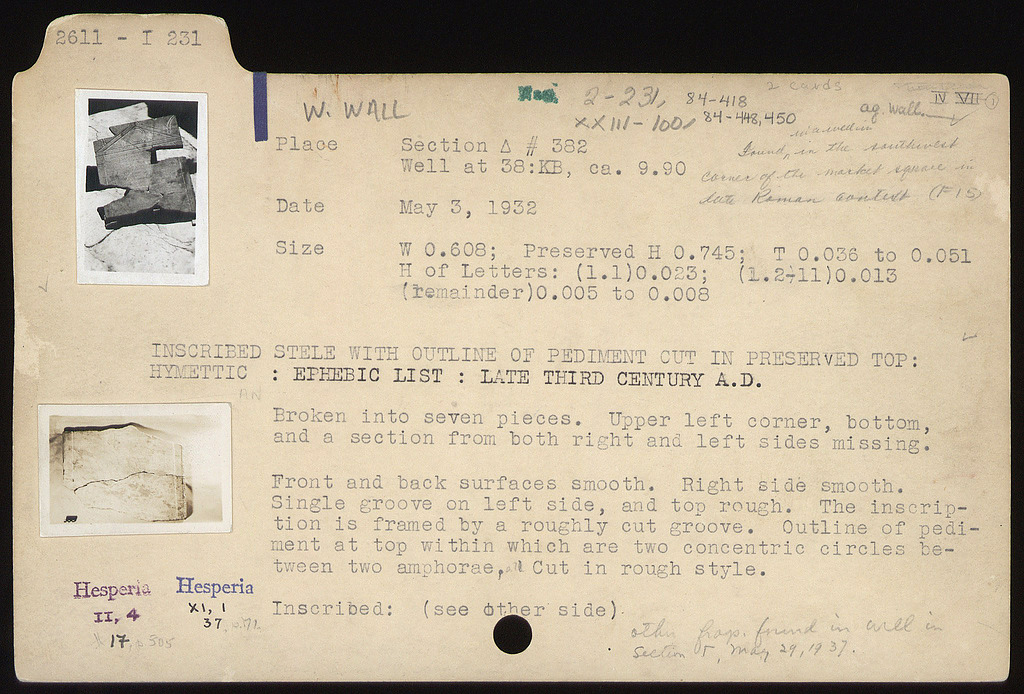 2611 - I 231
W. WALL
Neg. 2-231, 84-418
XXIII-100, 84-448,450
2 cards
ag. Wall.
IV VII 1
Found, in the southwest
corner of the market square in
late Roman context (F 15)
Place Section Δ # 382
Well at 38:KB, ca. 9.90
Date May 3, 1932
Size W 0.608; Preserved H 0.745; T 0.036 to 0.051
H of Letters: (1.1)0.023; (1.2-11)0.013
(remainder)0.005 to 0.008
INSCRIBED STELE WITH OUTLINE OF PEDIMENT CUT IN PRESERVED TOP:
HYMETTIC : EPHEBIC LIST : LATE THIRD CENTURY A.D.
AN
Broken into seven pieces. Upper left corner, bottom,
and a section from both right and left sides missing.
Front and back surfaces smooth. Right side smooth.
Single groove on left side, and top rough. The inscrip-
tion is framed by a roughly cut groove. Outline of pedi-
ment at top within which are two concentric circles be-
tween two amphorae, all Cut in rough style.
Inscribed: (see other side).
other frags. found in well in
Section Γ, May 29, 1937.
Hesperia
II, 4
# 17, p 505
Hesperia
XI, 1
37, p.71.